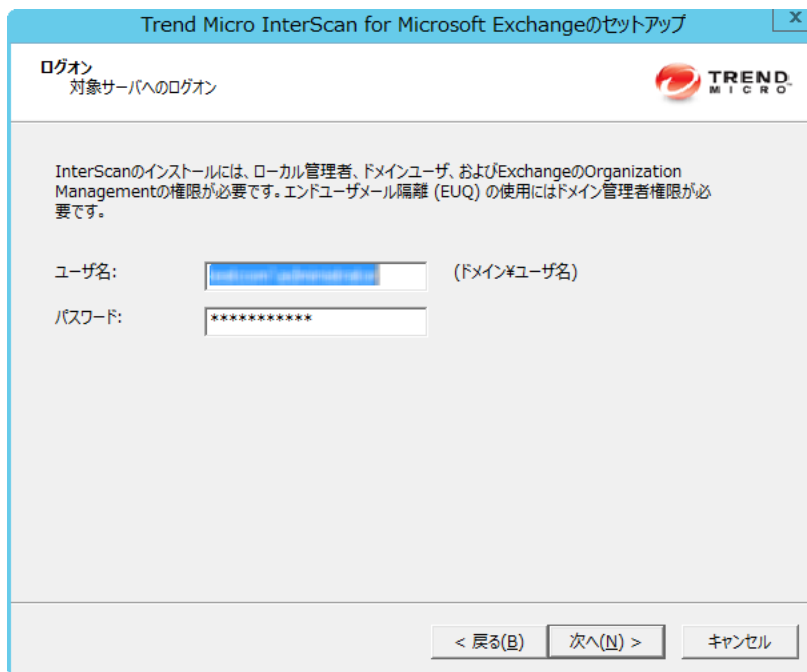 Trend Micro InterScan for Microsoft Exchangeのセットアップ
x
ログオン
対象サーバへのログオン
TREND
MICRO
InterScanのインストールには、ローカル管理者、ドメインユーザ、およびExchangeのOrganization
Managementの権限が必要です。エンドユーザメール隔離 (EUQ) の使用にはドメイン管理者権限が必
要です。
ユーザ名:
(ドメイン¥ユーザ名)
パスワード:
***********
< 戻る(B)
次へ(N) >
キャンセル